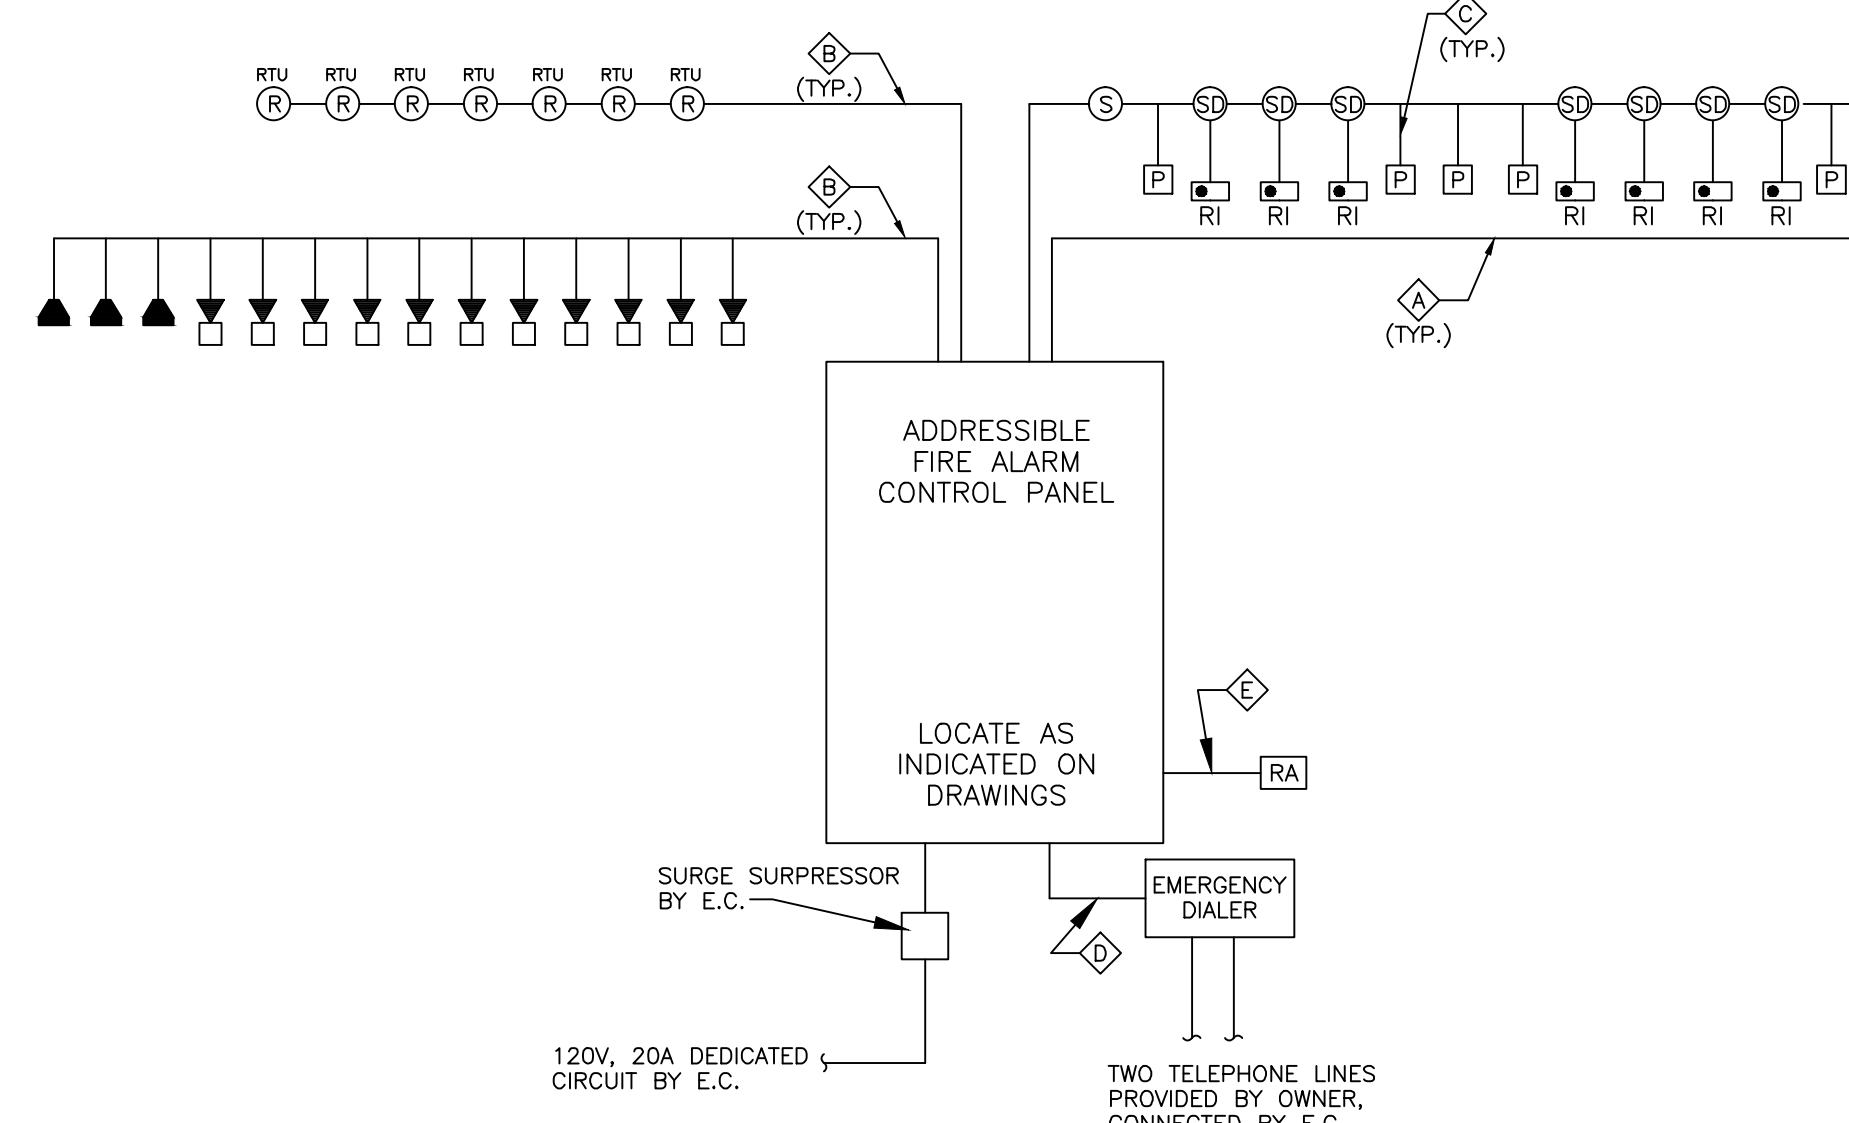 C
(TYP.)
B
(TYP.)
RTU RTU RTU RTU RTU RTU RTU
R R R R R R R
S SD SD SD SD SD SD SD
P P P P P
RI RI RI RI RI RI RI
B
(TYP.)
A
(TYP.)
ADDRESSIBLE
FIRE ALARM
CONTROL PANEL
LOCATE AS
INDICATED ON
DRAWINGS
E
RA
SURGE SURPRESSOR
BY E.C.
EMERGENCY
DIALER
D
120V, 20A DEDICATED
CIRCUIT BY E.C.
TWO TELEPHONE LINES
PROVIDED BY OWNER,
CONNECTED BY E.C.